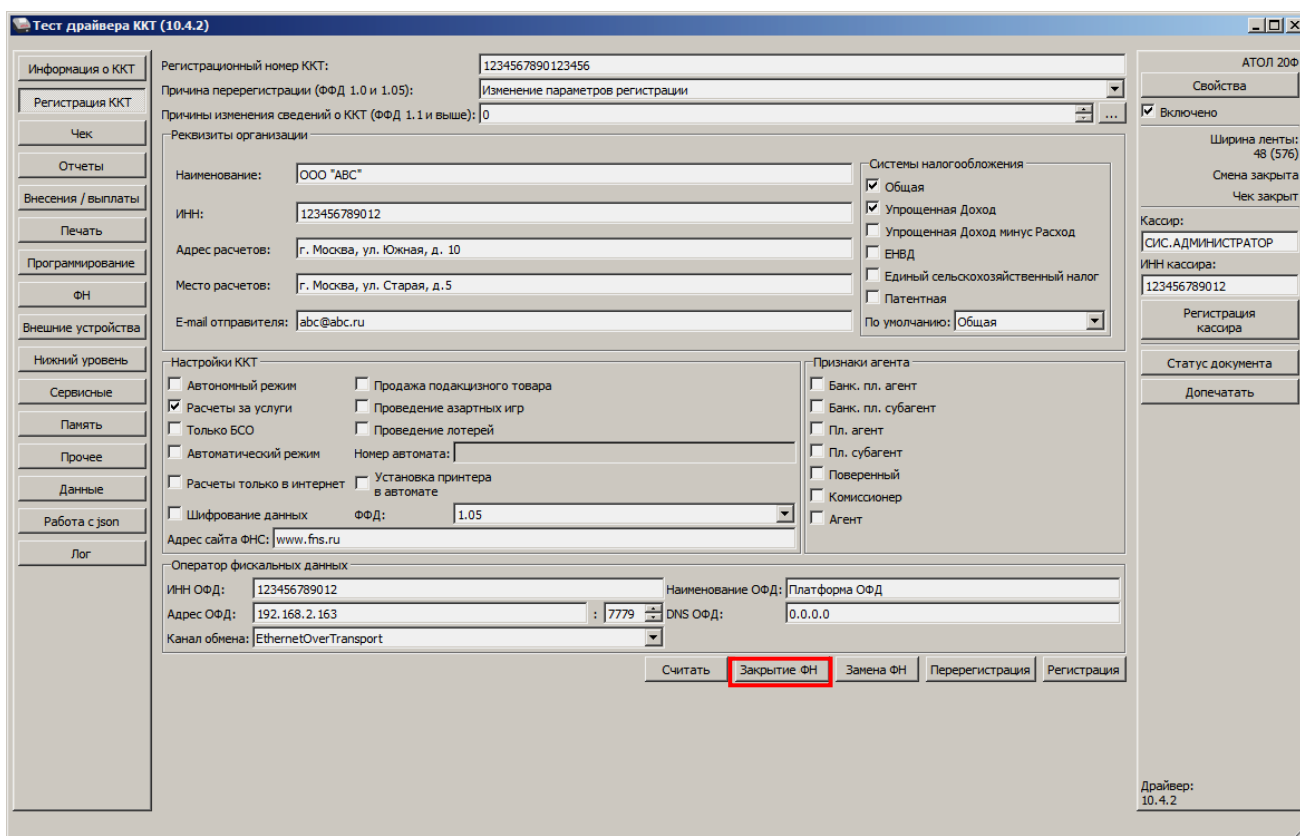 Тест драйвера ККТ (10.4.2)
Информация о ККТ
Регистрация ККТ
Чек
Отчеты
Внесения / выплаты
Печать
Программирование
ФН
Внешние устройства
Нижний уровень
Сервисные
Память
Прочее
Данные
Работа с json
Лог
Регистрационный номер ККТ: 1234567890123456
Причина перерегистрации (ФФД 1.0 и 1.05): Изменение параметров регистрации
Причины изменения сведений о ККТ (ФФД 1.1 и выше): 0 ...
Реквизиты организации
Наименование: ООО "АВС"
ИНН: 123456789012
Адрес расчетов: г. Москва, ул. Южная, д. 10
Место расчетов: г. Москва, ул. Старая, д.5
E-mail отправителя: abc@abc.ru
Системы налогообложения
Общая
Упрощенная Доход
Упрощенная Доход минус Расход
ЕНВД
Единый сельскохозяйственный налог
Патентная
По умолчанию: Общая
Настройки ККТ
Автономный режим Продажа подакцизного товара
Расчеты за услуги Проведение азартных игр
Только БСО Проведение лотерей
Автоматический режим Номер автомата:
Расчеты только в интернет Установка принтера
в автомате
Шифрование данных ФФД: 1.05
Адрес сайта ФНС: www.fns.ru
Признаки агента
Банк. пл. агент
Банк. пл. субагент
Пл. агент
Пл. субагент
Поверенный
Комиссионер
Агент
Оператор фискальных данных
ИНН ОФД: 123456789012 Наименование ОФД: Платформа ОФД
Адрес ОФД: 192.168.2.163 : 7779 DNS ОФД: 0.0.0.0
Канал обмена: EthernetOverTransport
Считать Закрытие ФН Замена ФН Перерегистрация Регистрация
АТОЛ 20Ф
Свойства
Включено
Ширина ленты:
48 (576)
Смена закрыта
Чек закрыт
Кассир:
СИС.АДМИНИСТРАТОР
ИНН кассира:
123456789012
Регистрация
кассира
Статус документа
Допечатать
Драйвер:
10.4.2